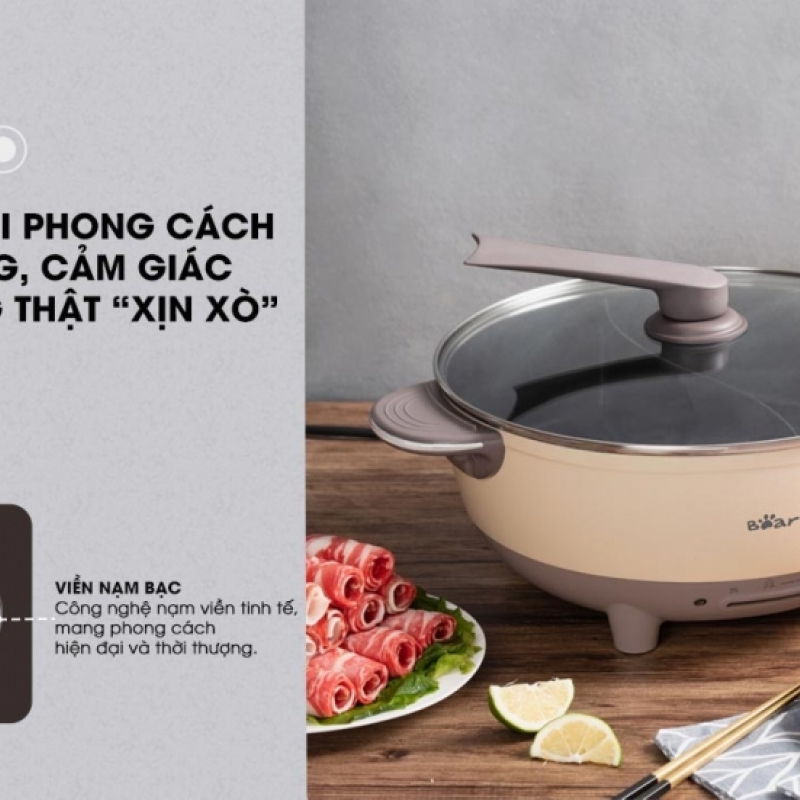 I PHONG CÁCH
G, CẢM GIÁC
THẬT “XỊN XÒ”
VIỀN NẠM BẠC
Công nghệ nạm viền tinh tế,
mang phong cách
hiện đại và thời thượng.
Bear